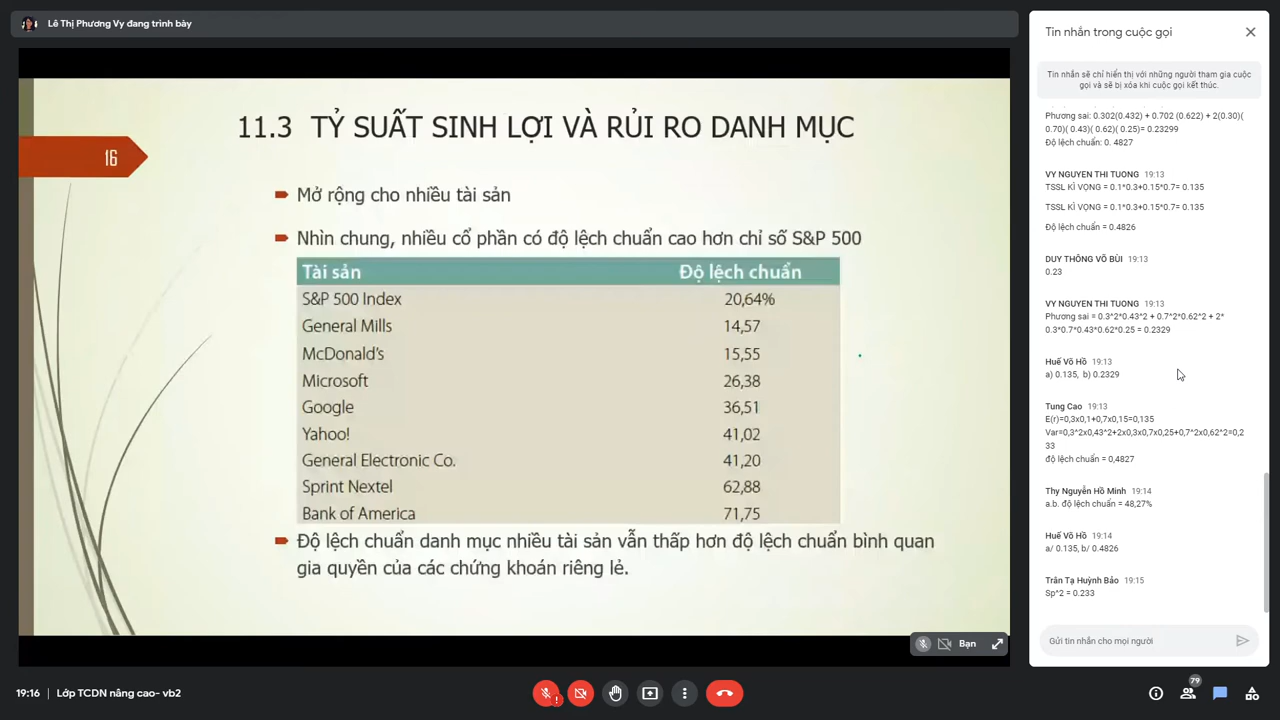 Lê Thị Phương Vy đang trình bày
16
11.3 TỶ SUẤT SINH LỢI VÀ RỦI RO DANH MỤC
Mở rộng cho nhiều tài sản
Nhìn chung, nhiều cổ phần có độ lệch chuẩn cao hơn chỉ số S&P 500
Tài sản Độ lệch chuẩn
S&P 500 Index 20,64%
General Mills 14,57
McDonald's 15,55
Microsoft 26,38
Google 36,51
Yahoo! 41,02
General Electronic Co. 41,20
Sprint Nextel 62,88
Bank of America 71,75
Độ lệch chuẩn danh mục nhiều tài sản vẫn thấp hơn độ lệch chuẩn bình quan
gia quyền của các chứng khoán riêng lẻ.
Bạn
Tin nhắn trong cuộc gọi
Tin nhắn sẽ chỉ hiển thị với những người tham gia cuộc
gọi và sẽ bị xóa khi cuộc gọi kết thúc.
Phương sai: 0.302(0.432) + 0.702 (0.622) + 2(0.30)(
0.70)( 0.43)( 0.62)( 0.25)= 0.23299
Độ lệch chuẩn: 0. 4827
VY NGUYEN THI TUONG 19:13
TSSL KÌ VỌNG = 0.1*0.3+0.15*0.7= 0.135
TSSL KÌ VỌNG = 0.1*0.3+0.15*0.7= 0.135
Độ lệch chuẩn = 0.4826
DUY THÔNG VÕ BÙI 19:13
0.23
VY NGUYEN THI TUONG 19:13
Phương sai = 0.3^2*0.43^2 + 0.7^2*0.62^2 + 2*
0.3*0.7*0.43*0.62*0.25 = 0.2329
Huế Võ Hồ 19:13
a) 0.135, b) 0.2329
Tung Cao 19:13
E(r)=0,3x0,1+0,7x0,15=0,135
Var=0,3^2x0,43^2+2x0,3x0,7x0,25+0,7^2x0,62^2=0,2
33
độ lệch chuẩn = 0,4827
Thy Nguyễn Hồ Minh 19:14
a.b. độ lệch chuẩn = 48,27%
Huế Võ Hồ 19:14
a/ 0.135, b/ 0.4826
Trân Tạ Huỳnh Bảo 19:15
Sp^2 = 0.233
Gửi tin nhắn cho mọi người
19:16 | Lớp TCDN nâng cao- vb2
79